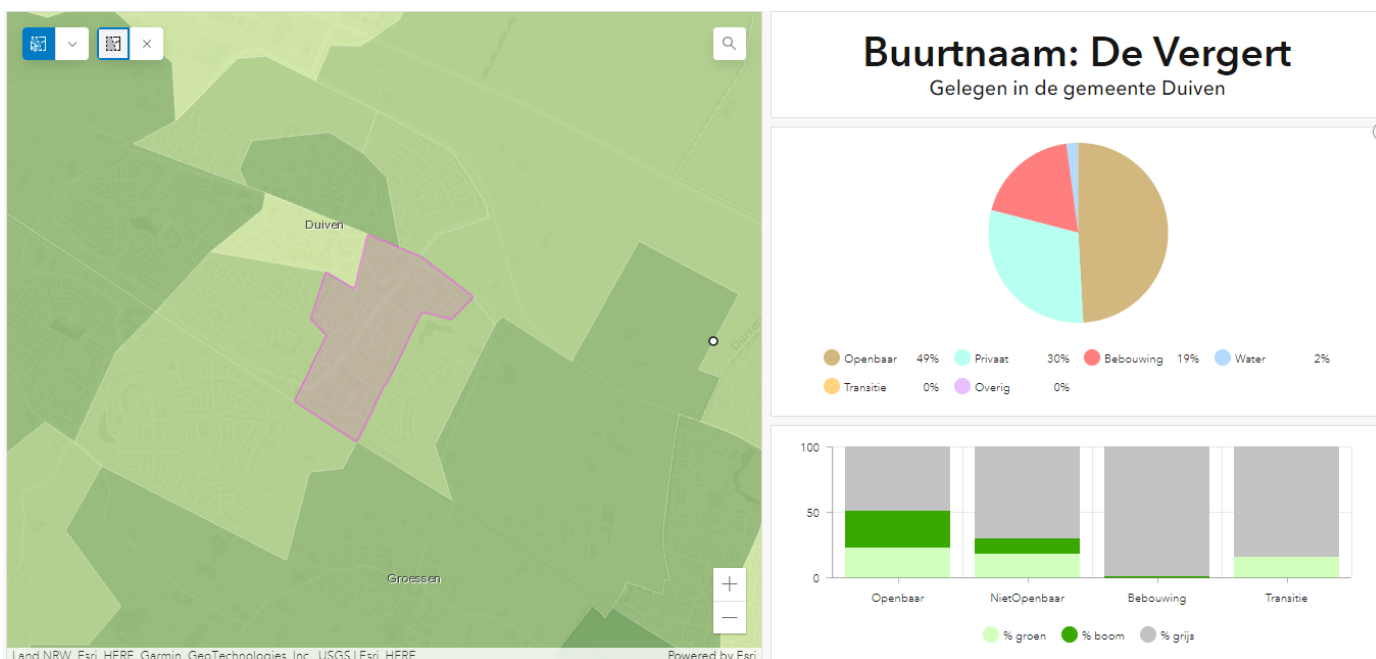 Buurtnaam: De Vergert
Gelegen in de gemeente Duiven
Duiven
Duiven
Groessen
Land NRW, Esri, HERE, Garmin, GeoTechnologies, Inc., USGS | Esri, HERE
Powered by Esri
Openbaar 49% Privaat 30% Bebouwing 19% Water 2%
Transitie 0% Overig 0%
100
50
0
Openbaar NietOpenbaar Bebouwing Transitie
% groen % boom % grijs